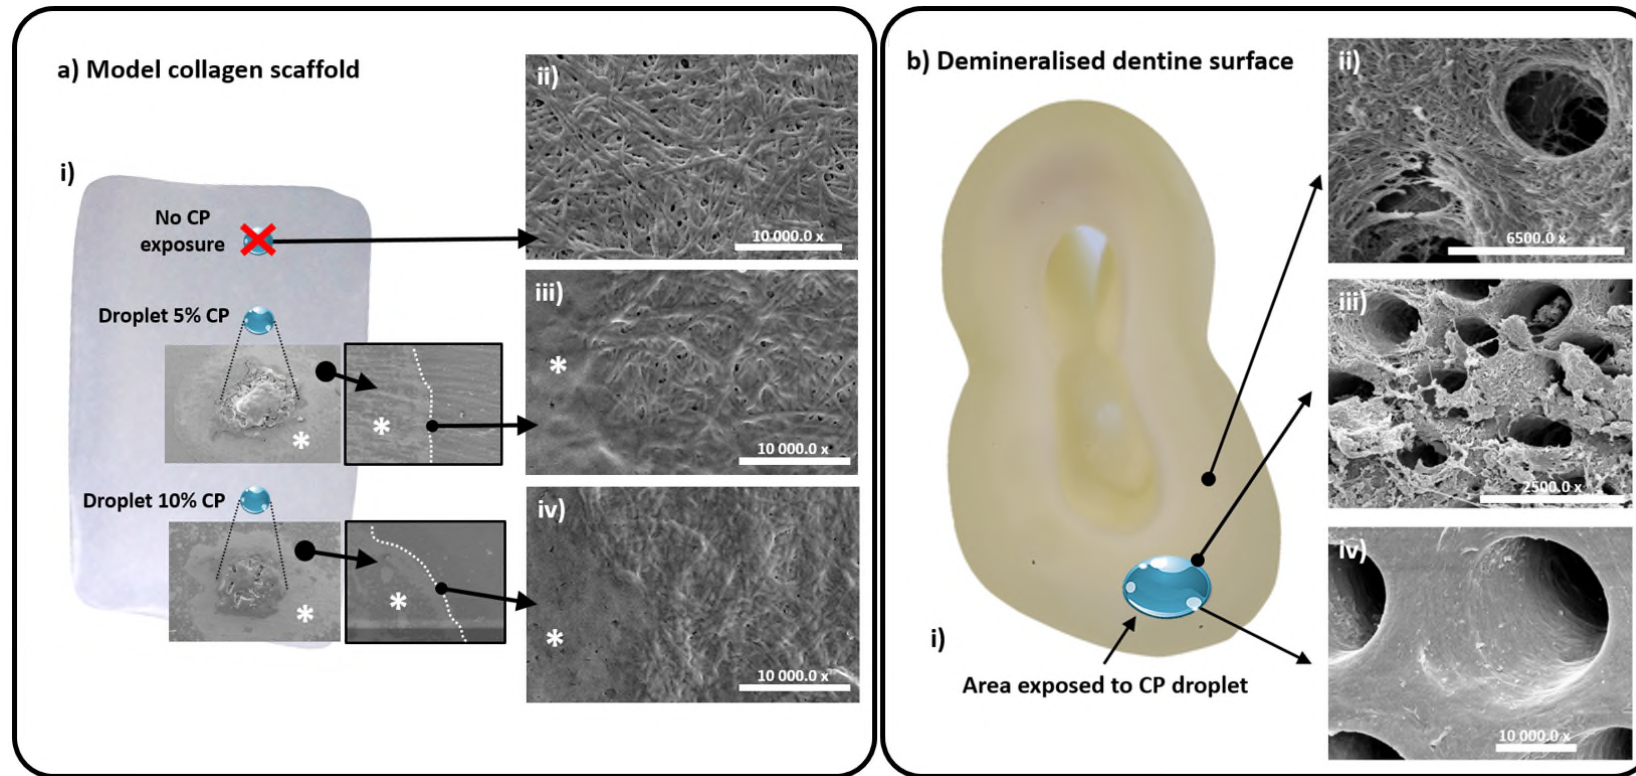 a) Model collagen scaffold
i)
No CP
exposure
Droplet 5% CP
*
*
Droplet 10% CP
*
*
ii)
10 000.0 x
iii)
*
10 000.0 x
iv)
*
10 000.0 x
b) Demineralised dentine surface
i)
Area exposed to CP droplet
ii)
6500.0 x
iii)
2500.0 x
iv)
10 000.0 x